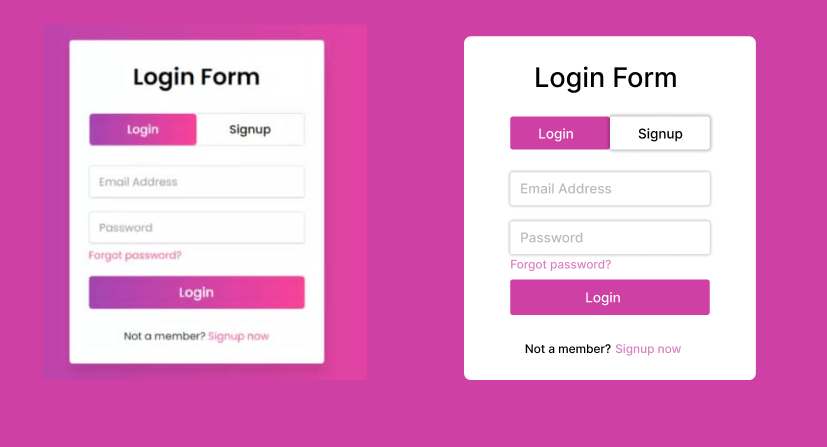 Login Form
Login Signup
Email Address
Password
Forgot password?
Login
Not a member? Signup now
Login Form
Login Signup
Email Address
Password
Forgot password?
Login
Not a member? Signup now